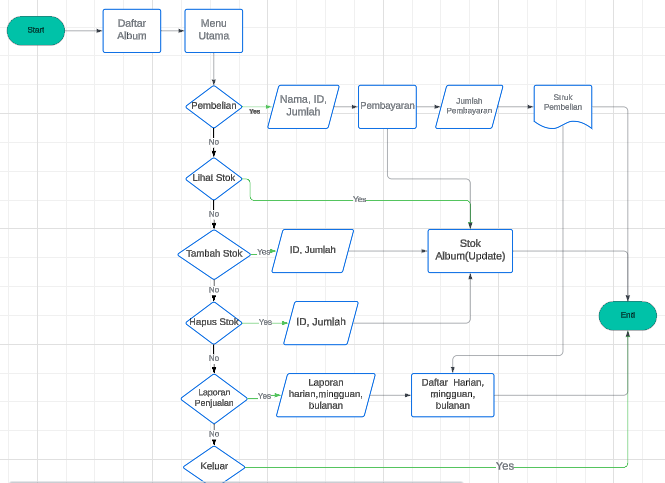 Start
Daftar
Album
Menu
Utama
Pembelian
Yes
Nama, ID,
Jumlah
Pembayaran
Jumlah
Pembayaran
Struk
Pembelian
No
Lihat Stok
Yes
No
Tambah Stok
Yes
ID, Jumlah
Stok
Album(Update)
No
Hapus Stok
Yes
ID, Jumlah
End
No
Laporan
Penjualan
Yes
Laporan
harian,mingguan,
bulanan
Daftar Harian,
mingguan,
bulanan
No
Keluar
Yes